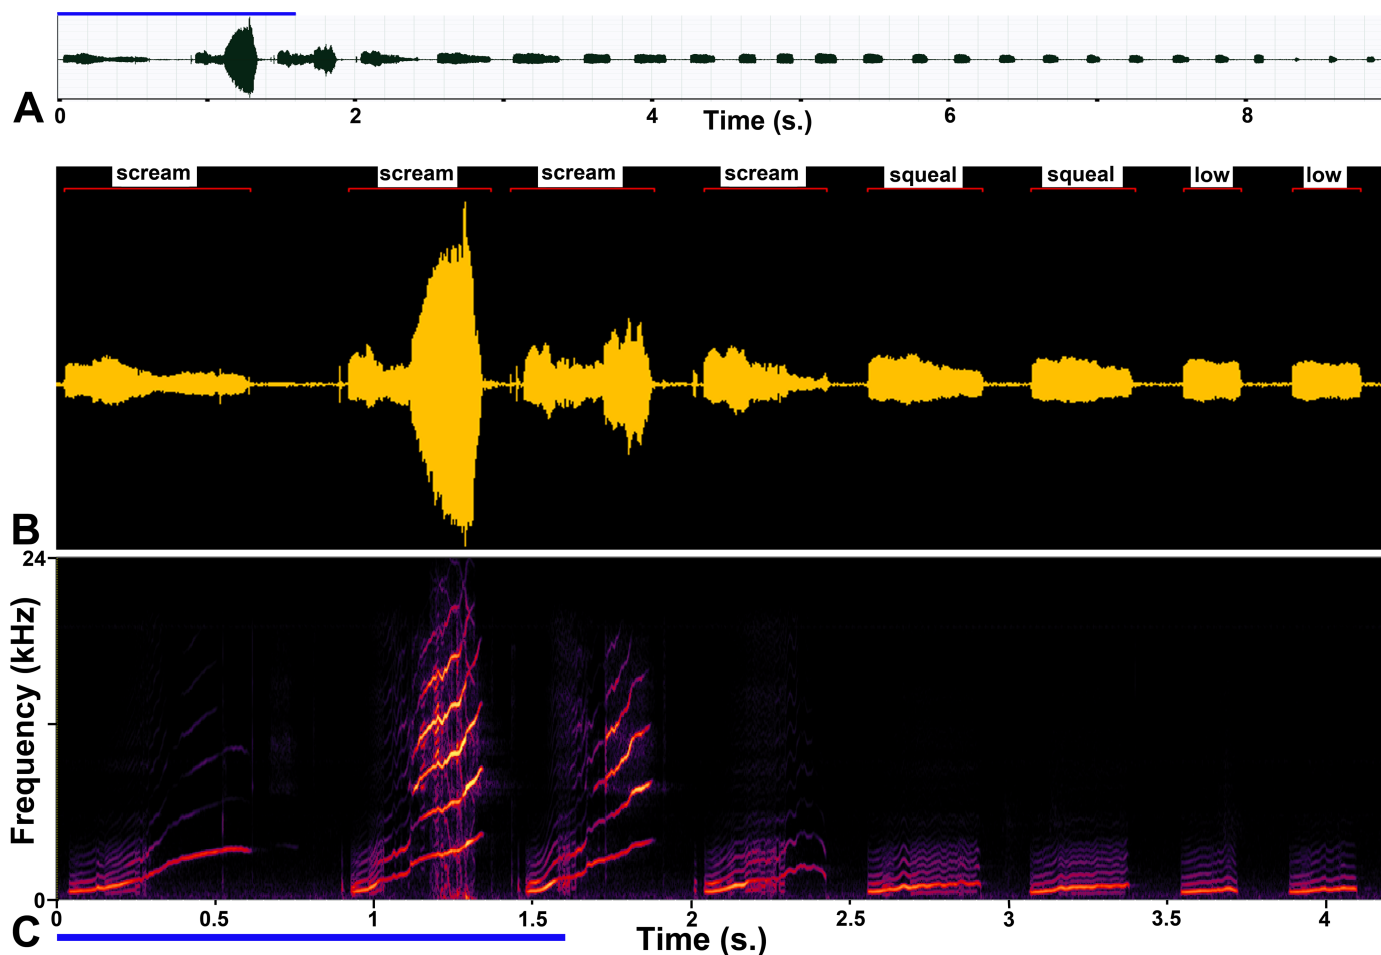 A
0 2 4 6 8
Time (s.)
scream scream scream scream squeal squeal low low
B
24
Frequency (kHz)
0
0 0.5 1 1.5 2 2.5 3 3.5 4
C
Time (s.)